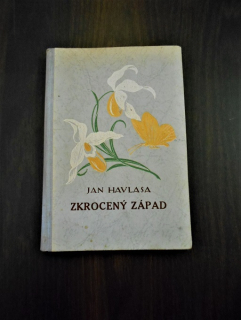 JAN HAVLASA
ZKROCENÝ ZÁPAD